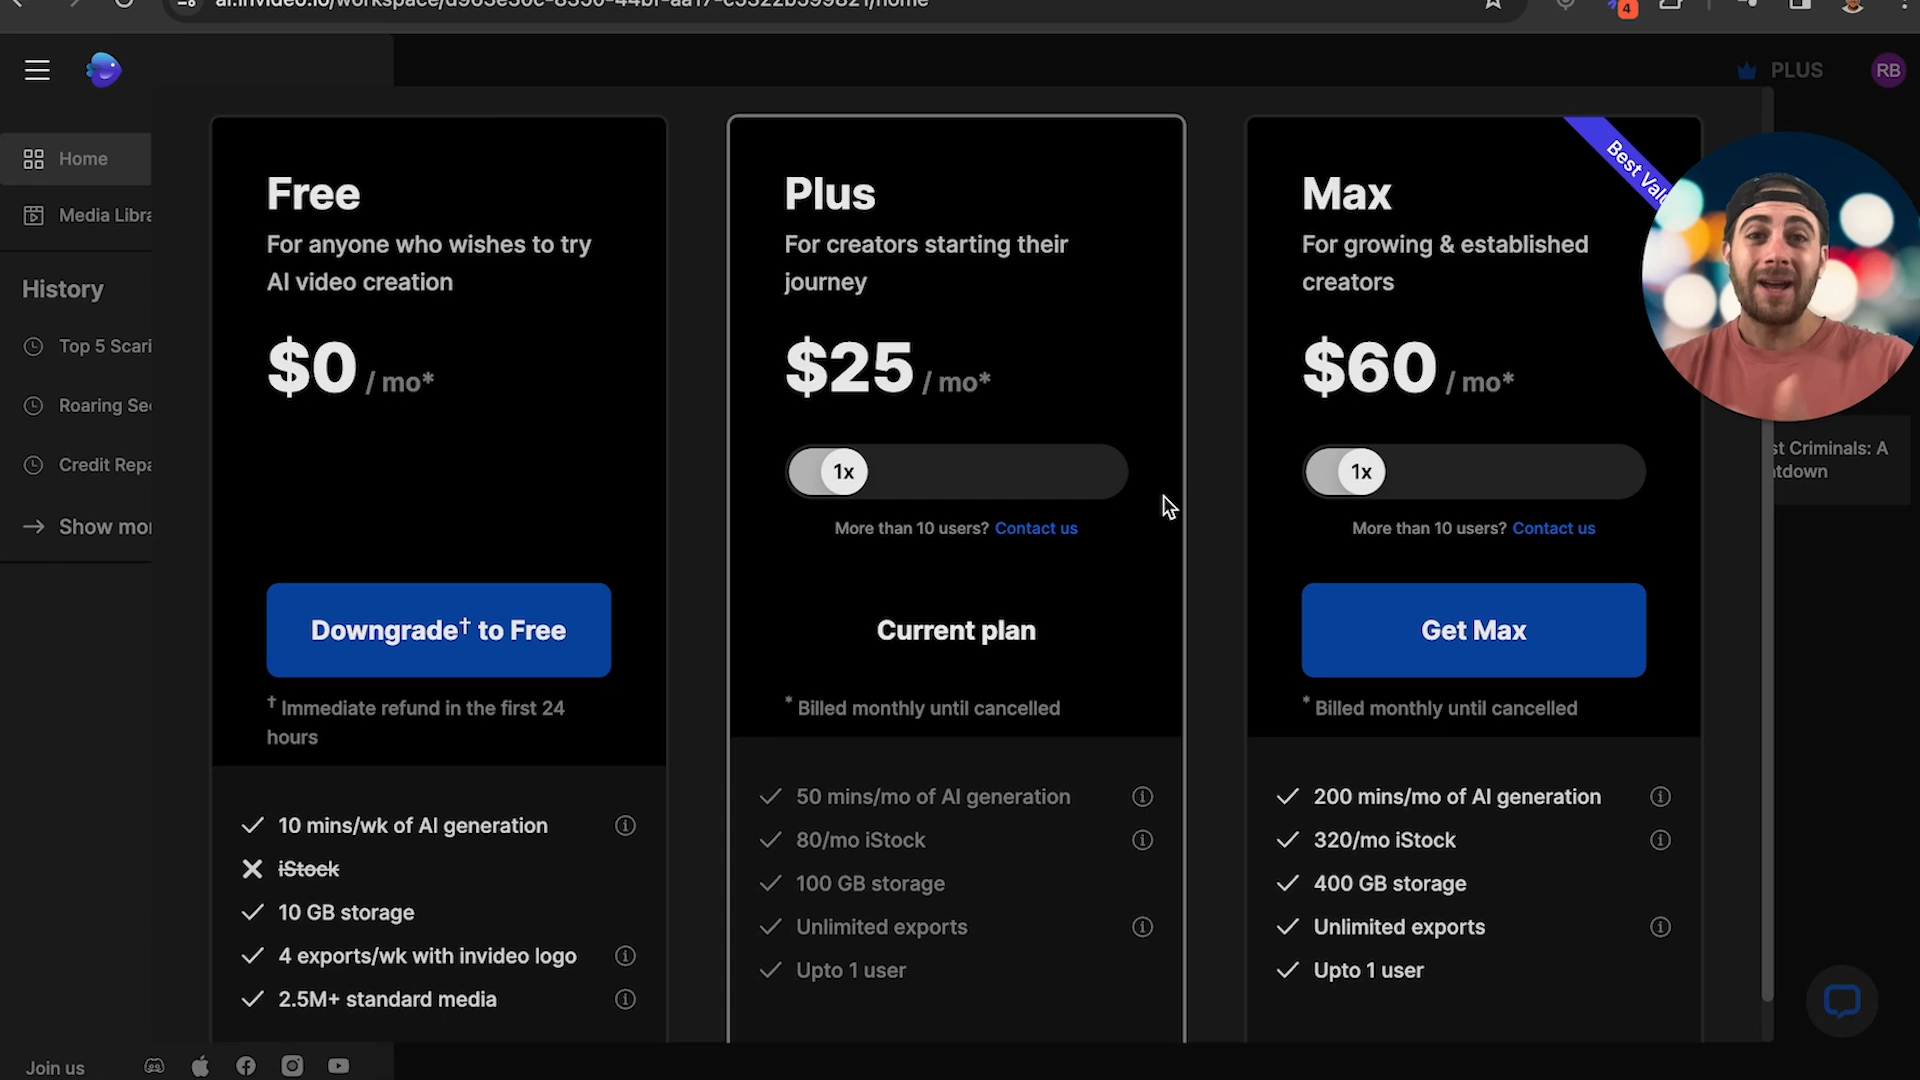 4
PLUS
RB
Home
Media Libra
History
Top 5 Scari
Roaring Se
Credit Repa
Show mor
Free
For anyone who wishes to try
AI video creation
$0 / mo*
Downgrade† to Free
† Immediate refund in the first 24
hours
10 mins/wk of AI generation
iStock
10 GB storage
4 exports/wk with invideo logo
2.5M+ standard media
Plus
For creators starting their
journey
$25 / mo*
1x
More than 10 users? Contact us
Current plan
* Billed monthly until cancelled
50 mins/mo of AI generation
80/mo iStock
100 GB storage
Unlimited exports
Upto 1 user
Best Val
Max
For growing & established
creators
$60 / mo*
1x
More than 10 users? Contact us
Get Max
* Billed monthly until cancelled
200 mins/mo of AI generation
320/mo iStock
400 GB storage
Unlimited exports
Upto 1 user
st Criminals: A
ntdown
Join us